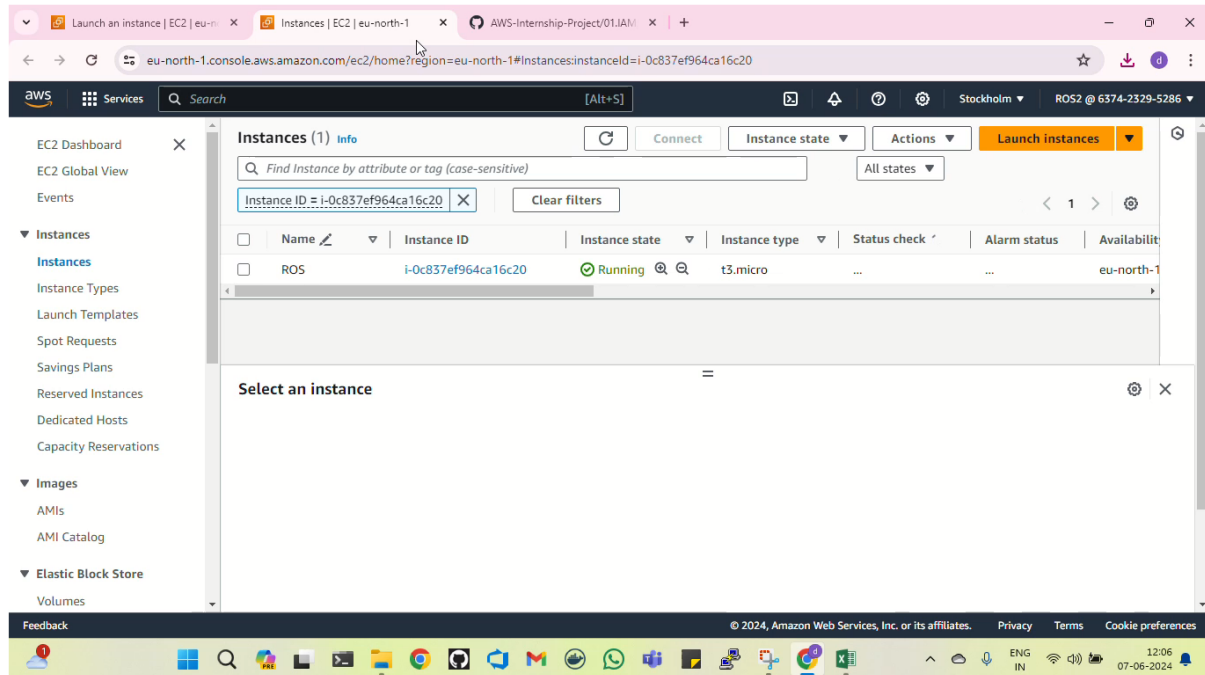 Launch an instance | EC2 | eu-n
Instances | EC2 | eu-north-1
AWS-Internship-Project/01.IAM
eu-north-1.console.aws.amazon.com/ec2/home?region=eu-north-1#Instances:instanceId=i-0c837ef964ca16c20
d
aws
Services
Search
[Alt+S]
Stockholm
ROS2 @ 6374-2329-5286
EC2 Dashboard
EC2 Global View
Events
Instances
Instances
Instance Types
Launch Templates
Spot Requests
Savings Plans
Reserved Instances
Dedicated Hosts
Capacity Reservations
Images
AMIs
AMI Catalog
Elastic Block Store
Volumes
Instances (1) Info
Connect
Instance state
Actions
Launch instances
Find Instance by attribute or tag (case-sensitive)
All states
Instance ID = i-0c837ef964ca16c20
Clear filters
1
Name Instance ID Instance state Instance type Status check Alarm status Availabilit
ROS i-0c837ef964ca16c20 Running t3.micro ... ... eu-north-1
Select an instance
Feedback
© 2024, Amazon Web Services, Inc. or its affiliates. Privacy Terms Cookie preferences
1
PRE
d
ENG
IN
12:06
07-06-2024